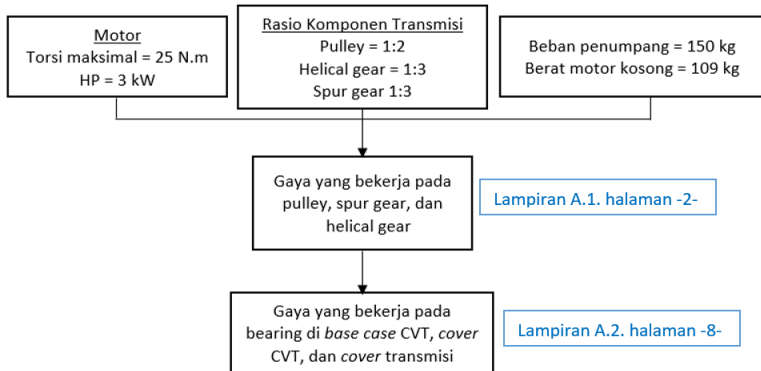 Motor
Torsi maksimal = 25 N.m
HP = 3 kW
Rasio Komponen Transmisi
Pulley = 1:2
Helical gear = 1:3
Spur gear 1:3
Beban penumpang = 150 kg
Berat motor kosong = 109 kg
Gaya yang bekerja pada
pulley, spur gear, dan
helical gear
Lampiran A.1. halaman -2-
Gaya yang bekerja pada
bearing di base case CVT, cover
CVT, dan cover transmisi
Lampiran A.2. halaman -8-